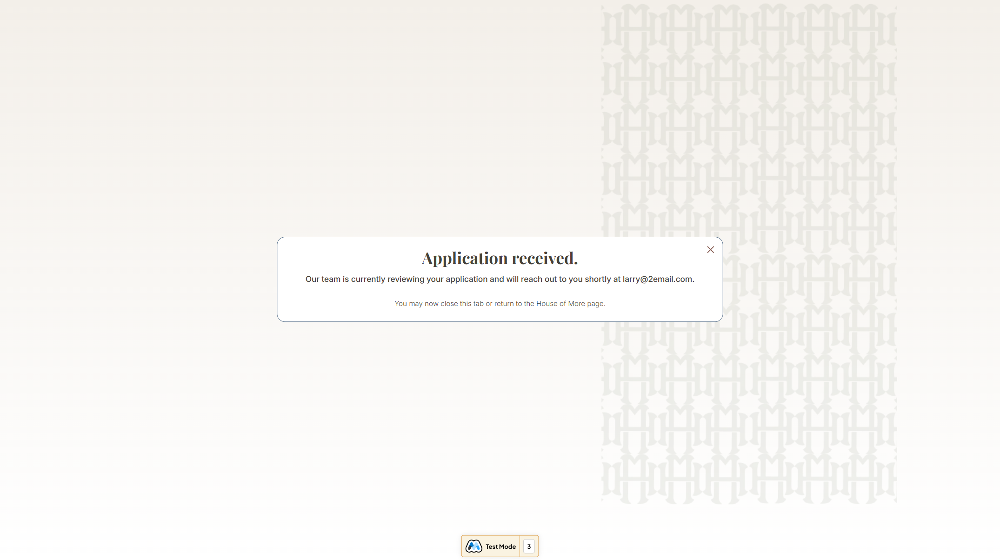 Application received.
Our team is currently reviewing your application and will reach out to you shortly at larry@2email.com.
You may now close this tab or return to the House of More page.
Test Mode 3